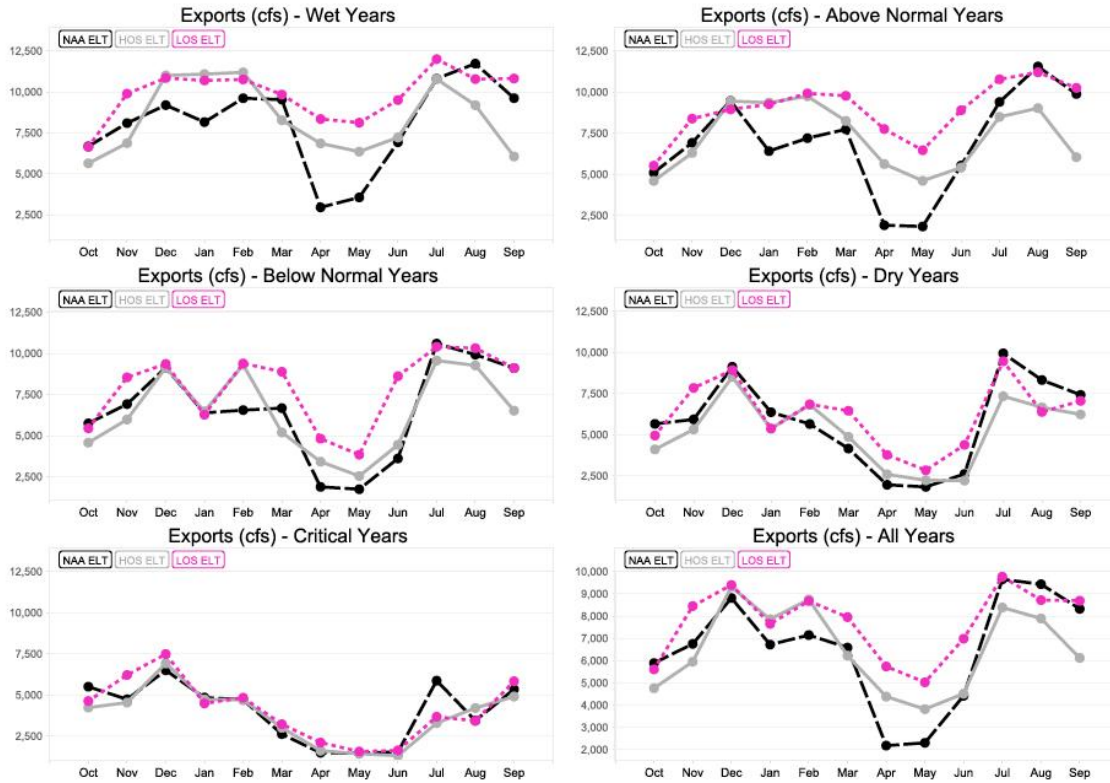 Exports (cfs) - Wet Years
NAA ELT HOS ELT LOS ELT
12,500
10,000
7,500
5,000
2,500
Oct Nov Dec Jan Feb Mar Apr May Jun Jul Aug Sep
Exports (cfs) - Above Normal Years
NAA ELT HOS ELT LOS ELT
12,500
10,000
7,500
5,000
2,500
Oct Nov Dec Jan Feb Mar Apr May Jun Jul Aug Sep
Exports (cfs) - Below Normal Years
NAA ELT HOS ELT LOS ELT
12,500
10,000
7,500
5,000
2,500
Oct Nov Dec Jan Feb Mar Apr May Jun Jul Aug Sep
Exports (cfs) - Dry Years
NAA ELT HOS ELT LOS ELT
12,500
10,000
7,500
5,000
2,500
Oct Nov Dec Jan Feb Mar Apr May Jun Jul Aug Sep
Exports (cfs) - Critical Years
NAA ELT HOS ELT LOS ELT
12,500
10,000
7,500
5,000
2,500
Oct Nov Dec Jan Feb Mar Apr May Jun Jul Aug Sep
Exports (cfs) - All Years
NAA ELT HOS ELT LOS ELT
10,000
9,000
8,000
7,000
6,000
5,000
4,000
3,000
2,000
Oct Nov Dec Jan Feb Mar Apr May Jun Jul Aug Sep